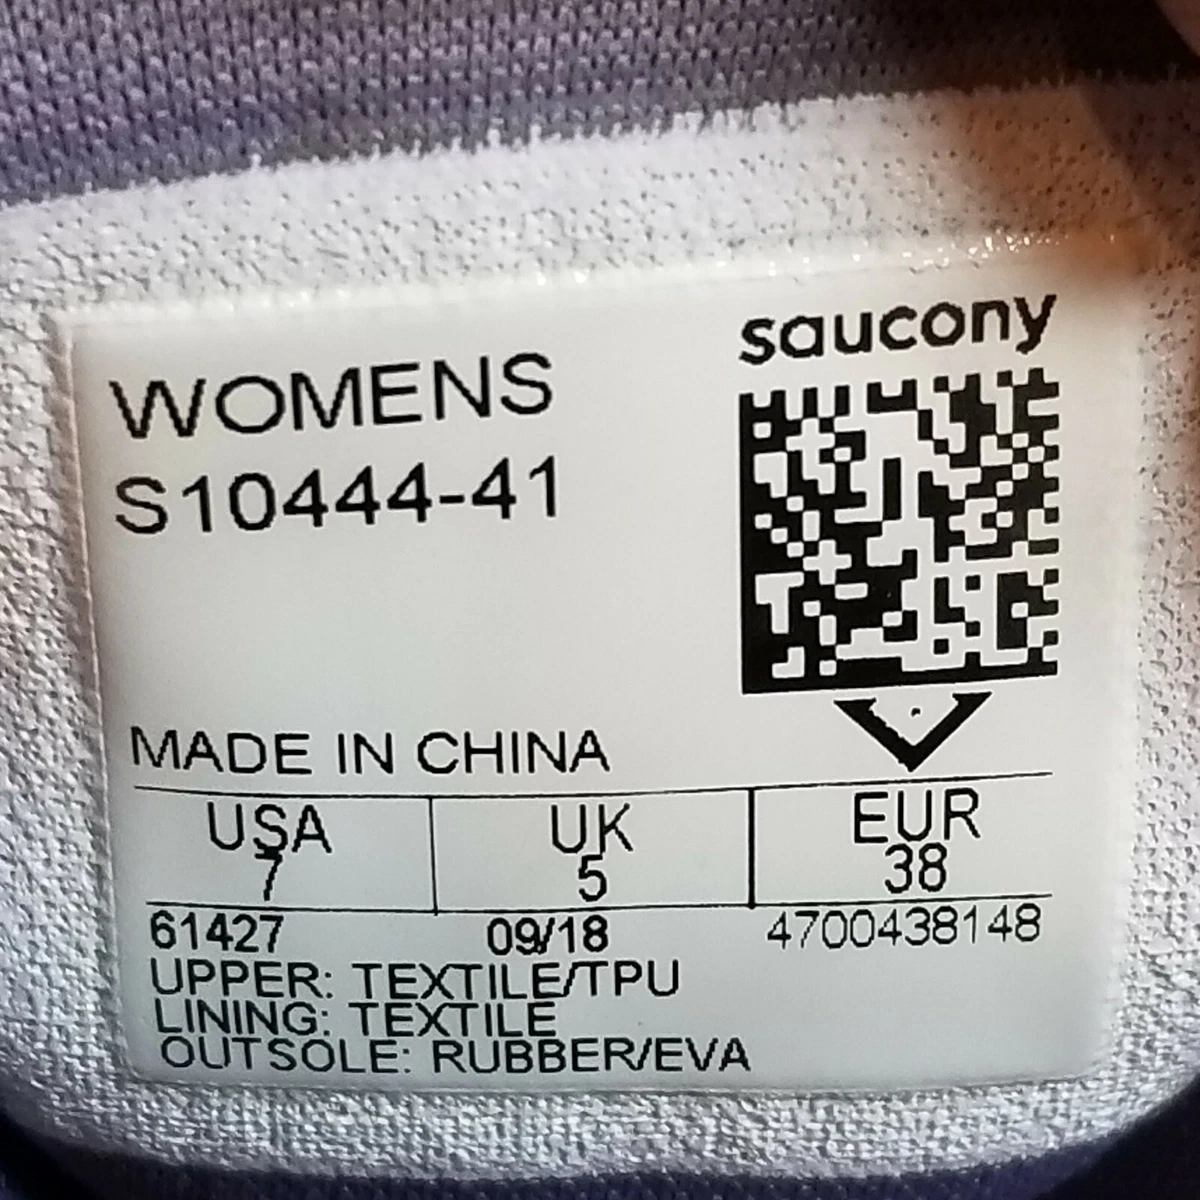 saucony
WOMENS
S10444-41
MADE IN CHINA
USA UK EUR
7 5 38
61427 09/18 4700438148
UPPER: TEXTILE/TPU
LINING: TEXTILE
OUTSOLE: RUBBER/EVA